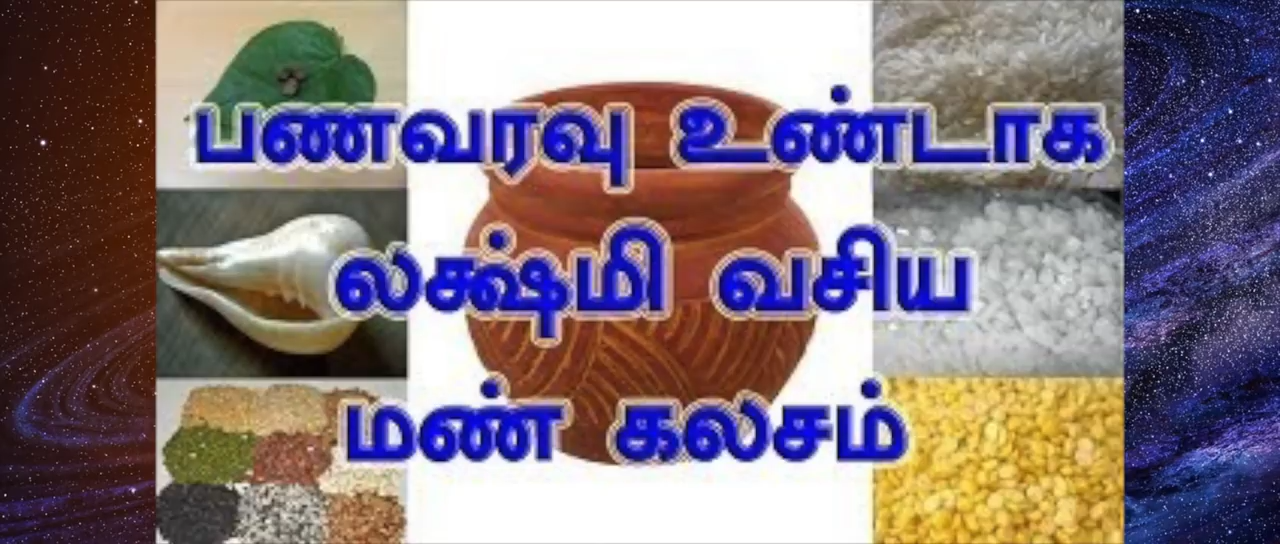 பணவரவு உண்டாக
லக்ஷ்மி வசிய
மண் கலசம்